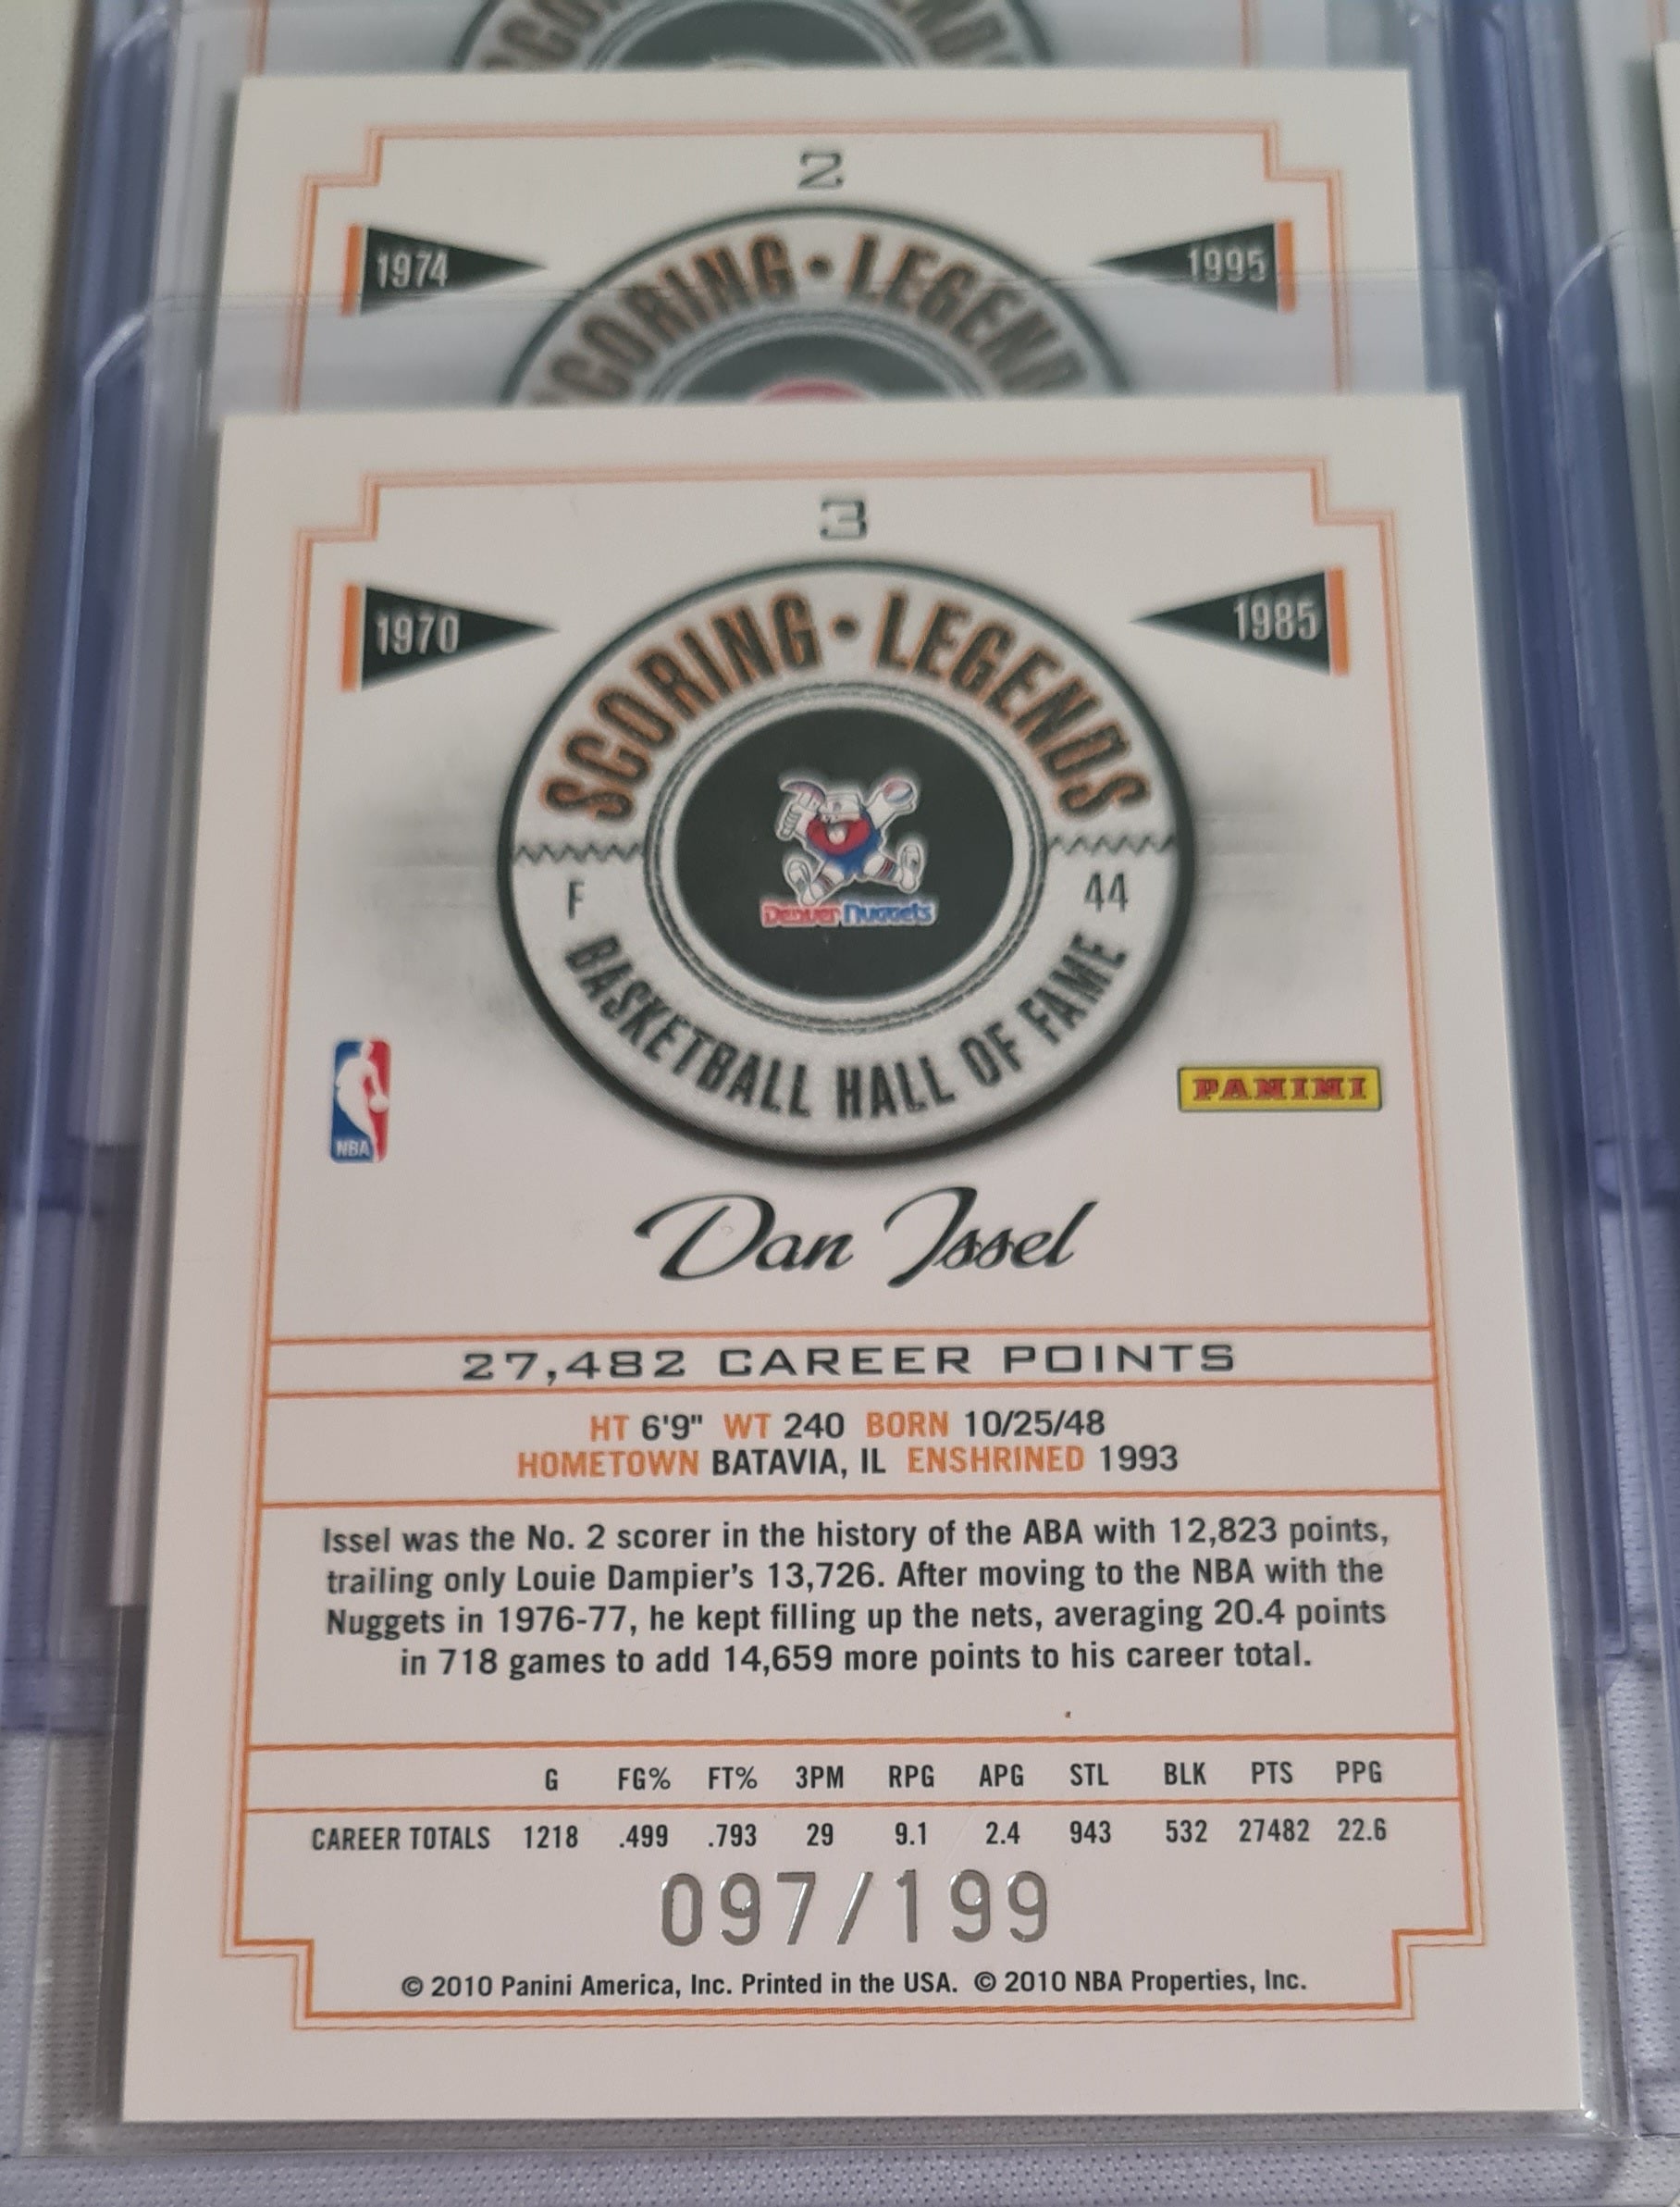 2
1974
1995
SCORING • LEGEND
3
1970
1985
SCORING • LEGENDS
Denver Nuggets
F
44
BASKETBALL HALL OF FAME
NBA
PANINI
Dan Issel
27,482 CAREER POINTS
HT 6'9" WT 240 BORN 10/25/48
HOMETOWN BATAVIA, IL ENSHRINED 1993
Issel was the No. 2 scorer in the history of the ABA with 12,823 points,
trailing only Louie Dampier's 13,726. After moving to the NBA with the
Nuggets in 1976-77, he kept filling up the nets, averaging 20.4 points
in 718 games to add 14,659 more points to his career total.
G FG% FT% 3PM RPG APG STL BLK PTS PPG
CAREER TOTALS 1218 .499 .793 29 9.1 2.4 943 532 27482 22.6
097/199
© 2010 Panini America, Inc. Printed in the USA. © 2010 NBA Properties, Inc.